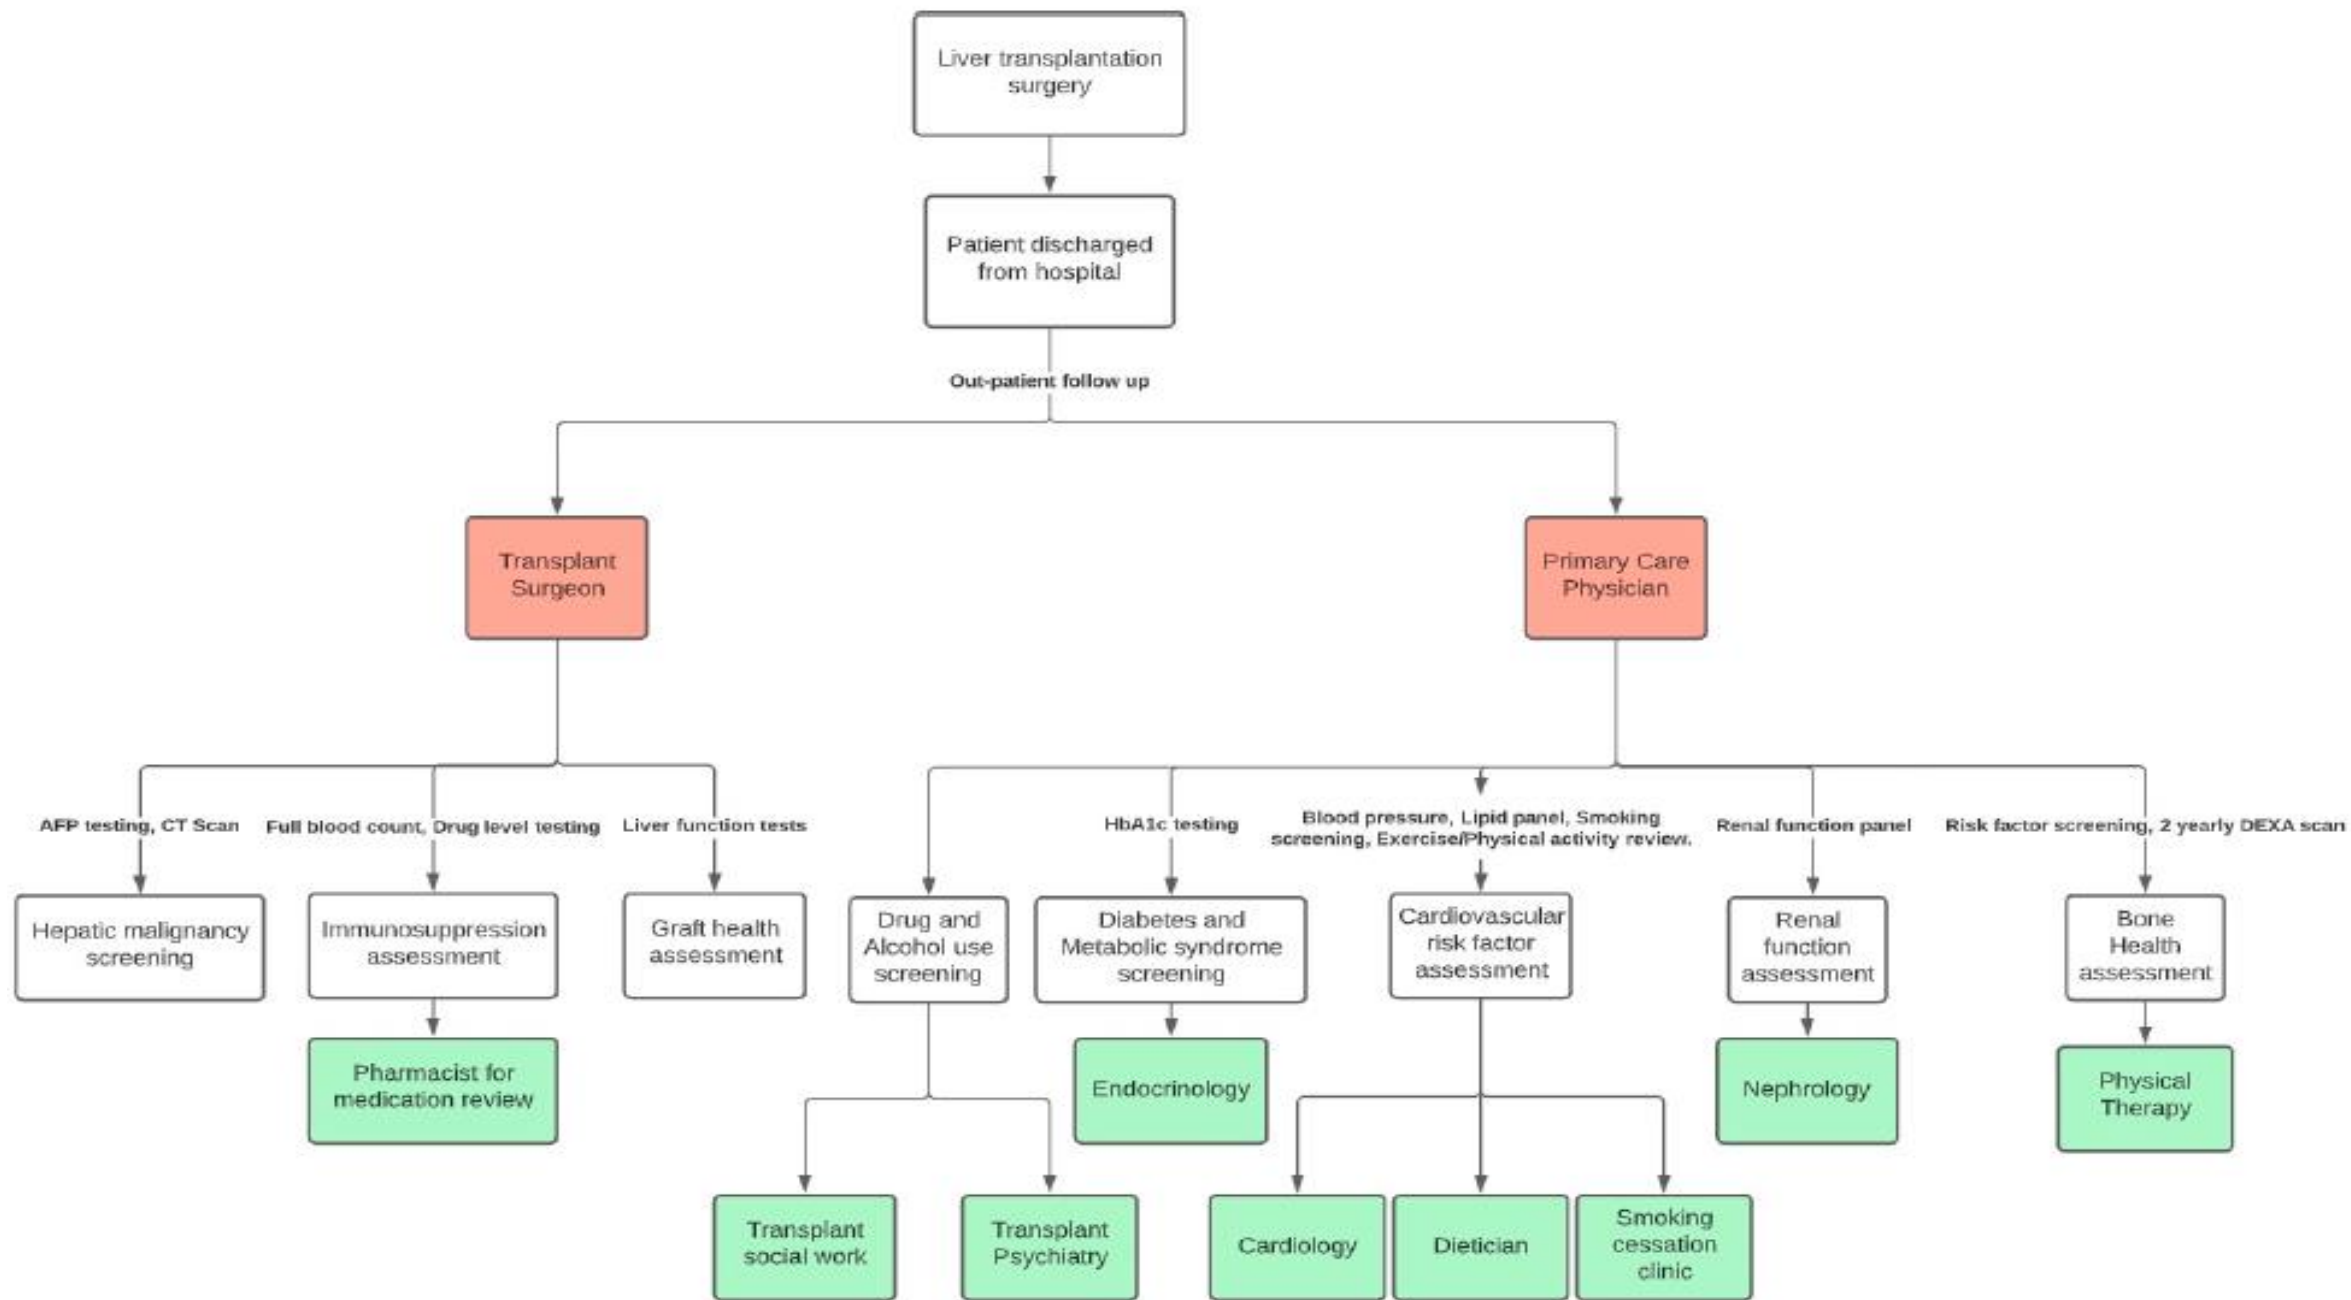 Liver transplantation
surgery
Patient discharged
from hospital
Out-patient follow up
Transplant
Surgeon
Primary Care
Physician
AFP testing, CT Scan
Full blood count, Drug level testing
Liver function tests
HbA1c testing
Blood pressure, Lipid panel, Smoking
screening, Exercise/Physical activity review.
Renal function panel
Risk factor screening, 2 yearly DEXA scan
Hepatic malignancy
screening
Immunosuppression
assessment
Graft health
assessment
Drug and
Alcohol use
screening
Diabetes and
Metabolic syndrome
screening
Cardiovascular
risk factor
assessment
Renal
function
assessment
Bone
Health
assessment
Pharmacist for
medication review
Endocrinology
Nephrology
Physical
Therapy
Transplant
social work
Transplant
Psychiatry
Cardiology
Dietician
Smoking
cessation
clinic